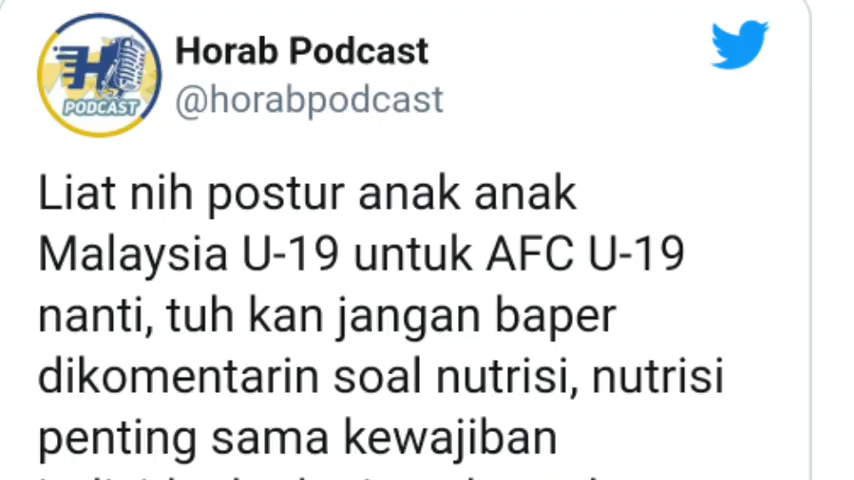 H
PODCAST
Horab Podcast
@horabpodcast
Liat nih postur anak anak
Malaysia U-19 untuk AFC U-19
nanti, tuh kan jangan baper
dikomentarin soal nutrisi, nutrisi
penting sama kewajiban